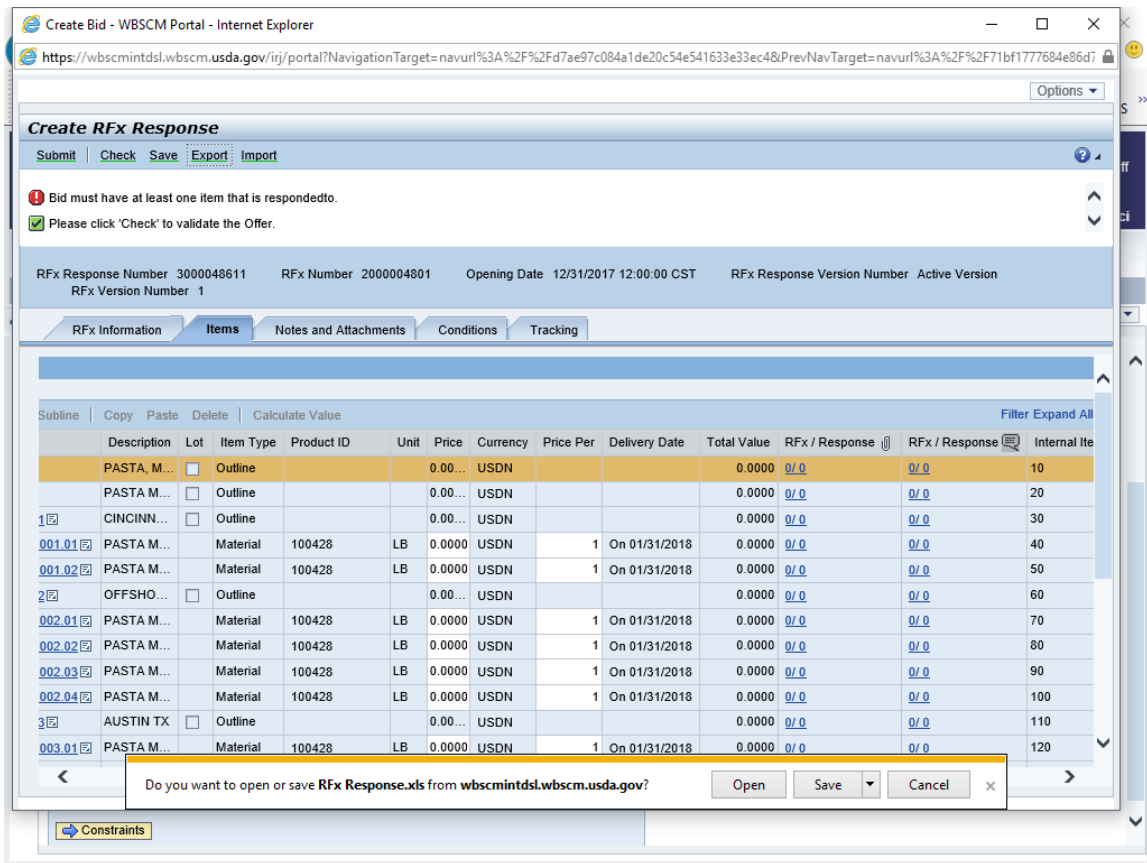 Create Bid - WBSCM Portal - Internet Explorer
https://wbscmintdsl.wbscm.usda.gov/irj/portal?NavigationTarget=navurl%3A%2F%2Fd7ae97c084a1de20c54e541633e33ec4&PrevNavTarget=navurl%3A%2F%2F71bf1777684e86d7
Options
S »
Create RFx Response
Submit | Check Save Export Import
ff
Bid must have at least one item that is respondedto.
Please click 'Check' to validate the Offer.
ci
RFx Response Number 3000048611 RFx Number 2000004801 Opening Date 12/31/2017 12:00:00 CST RFx Response Version Number Active Version
RFx Version Number 1
RFx Information Items Notes and Attachments Conditions Tracking
Subline | Copy Paste Delete | Calculate Value Filter Expand All
Description Lot Item Type Product ID Unit Price Currency Price Per Delivery Date Total Value RFx / Response RFx / Response Internal Ite
PASTA, M... Outline 0.00... USDN 0.0000 0/ 0 0/ 0 10
PASTA M... Outline 0.00... USDN 0.0000 0/ 0 0/ 0 20
1 CINCINN... Outline 0.00... USDN 0.0000 0/ 0 0/ 0 30
001.01 PASTA M... Material 100428 LB 0.0000 USDN 1 On 01/31/2018 0.0000 0/ 0 0/ 0 40
001.02 PASTA M... Material 100428 LB 0.0000 USDN 1 On 01/31/2018 0.0000 0/ 0 0/ 0 50
2 OFFSHO... Outline 0.00... USDN 0.0000 0/ 0 0/ 0 60
002.01 PASTA M... Material 100428 LB 0.0000 USDN 1 On 01/31/2018 0.0000 0/ 0 0/ 0 70
002.02 PASTA M... Material 100428 LB 0.0000 USDN 1 On 01/31/2018 0.0000 0/ 0 0/ 0 80
002.03 PASTA M... Material 100428 LB 0.0000 USDN 1 On 01/31/2018 0.0000 0/ 0 0/ 0 90
002.04 PASTA M... Material 100428 LB 0.0000 USDN 1 On 01/31/2018 0.0000 0/ 0 0/ 0 100
3 AUSTIN TX Outline 0.00... USDN 0.0000 0/ 0 0/ 0 110
003.01 PASTA M... Material 100428 LB 0.0000 USDN 1 On 01/31/2018 0.0000 0/ 0 0/ 0 120
Do you want to open or save RFx Response.xls from wbscmintdsl.wbscm.usda.gov? Open Save Cancel
Constraints